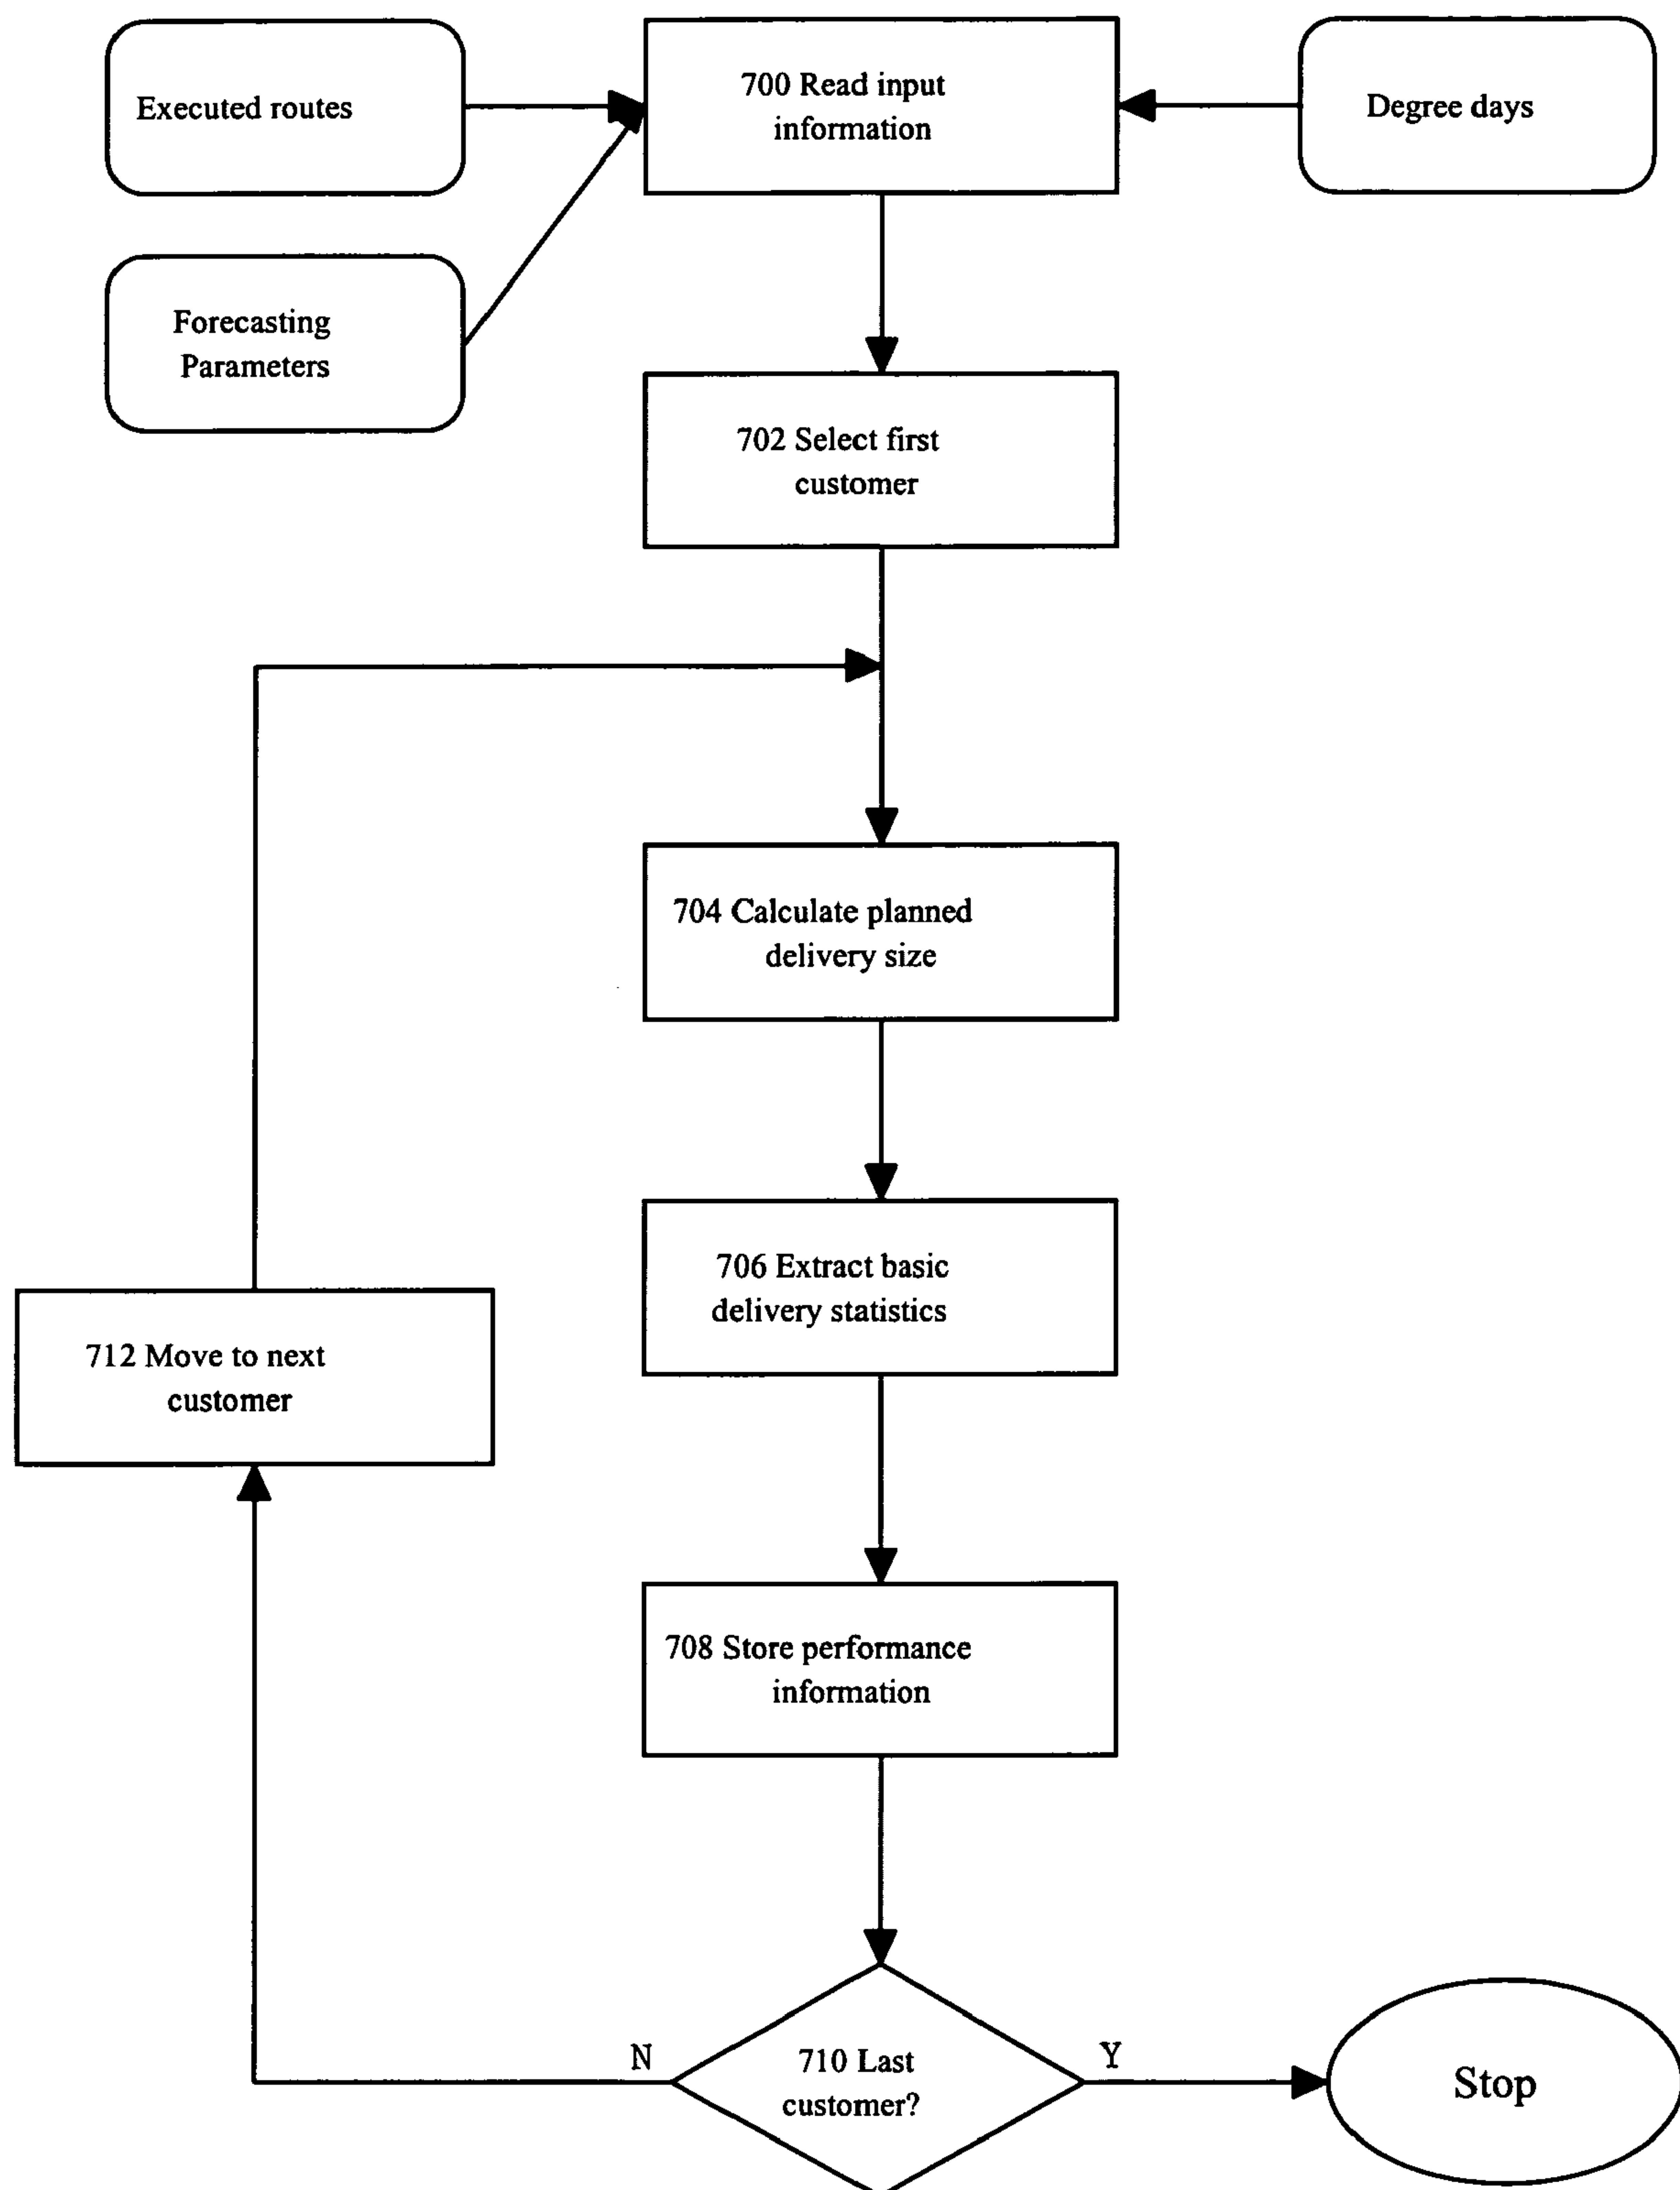 Executed routes
700 Read input
information
Degree days
Forecasting
Parameters
702 Select first
customer
704 Calculate planned
delivery size
706 Extract basic
delivery statistics
712 Move to next
customer
708 Store performance
information
N
710 Last
customer?
Y
Stop